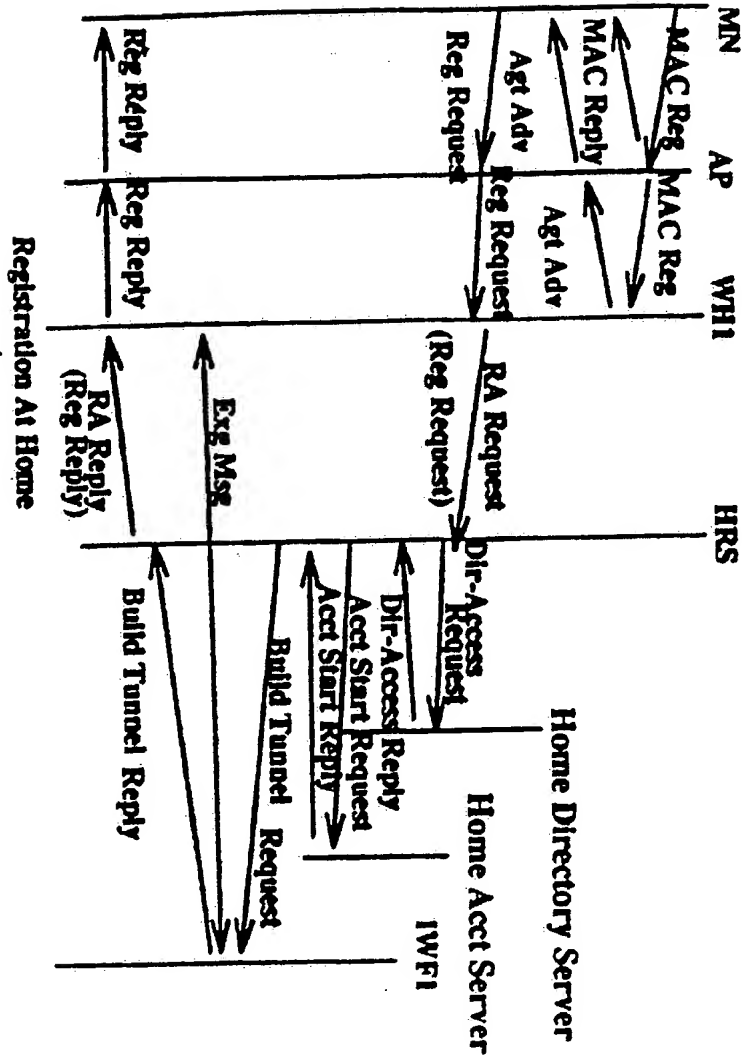 MN
AP
WH1
HRS
Home Directory Server
Home Acct Server
IWF1
MAC Reg
MAC Reg
MAC Reply
Agt Adv
Agt Adv
Reg Request
Reg Request
RA Request
(Reg Request)
Dir-Access
Request
Dir-Access Reply
Acct Start Request
Acct Start Reply
Build Tunnel Request
Exg Msg
Build Tunnel Reply
RA Reply
(Reg Reply)
Reg Reply
Reg Reply
Registration At Home